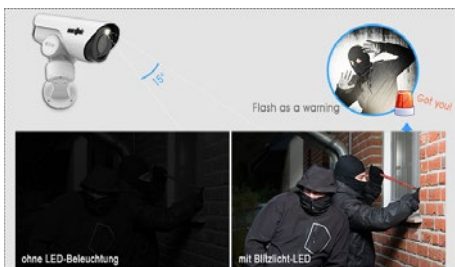 15°
Flash as a warning
Got you!
ohne LED-Beleuchtung
mit Blitzlicht-LED